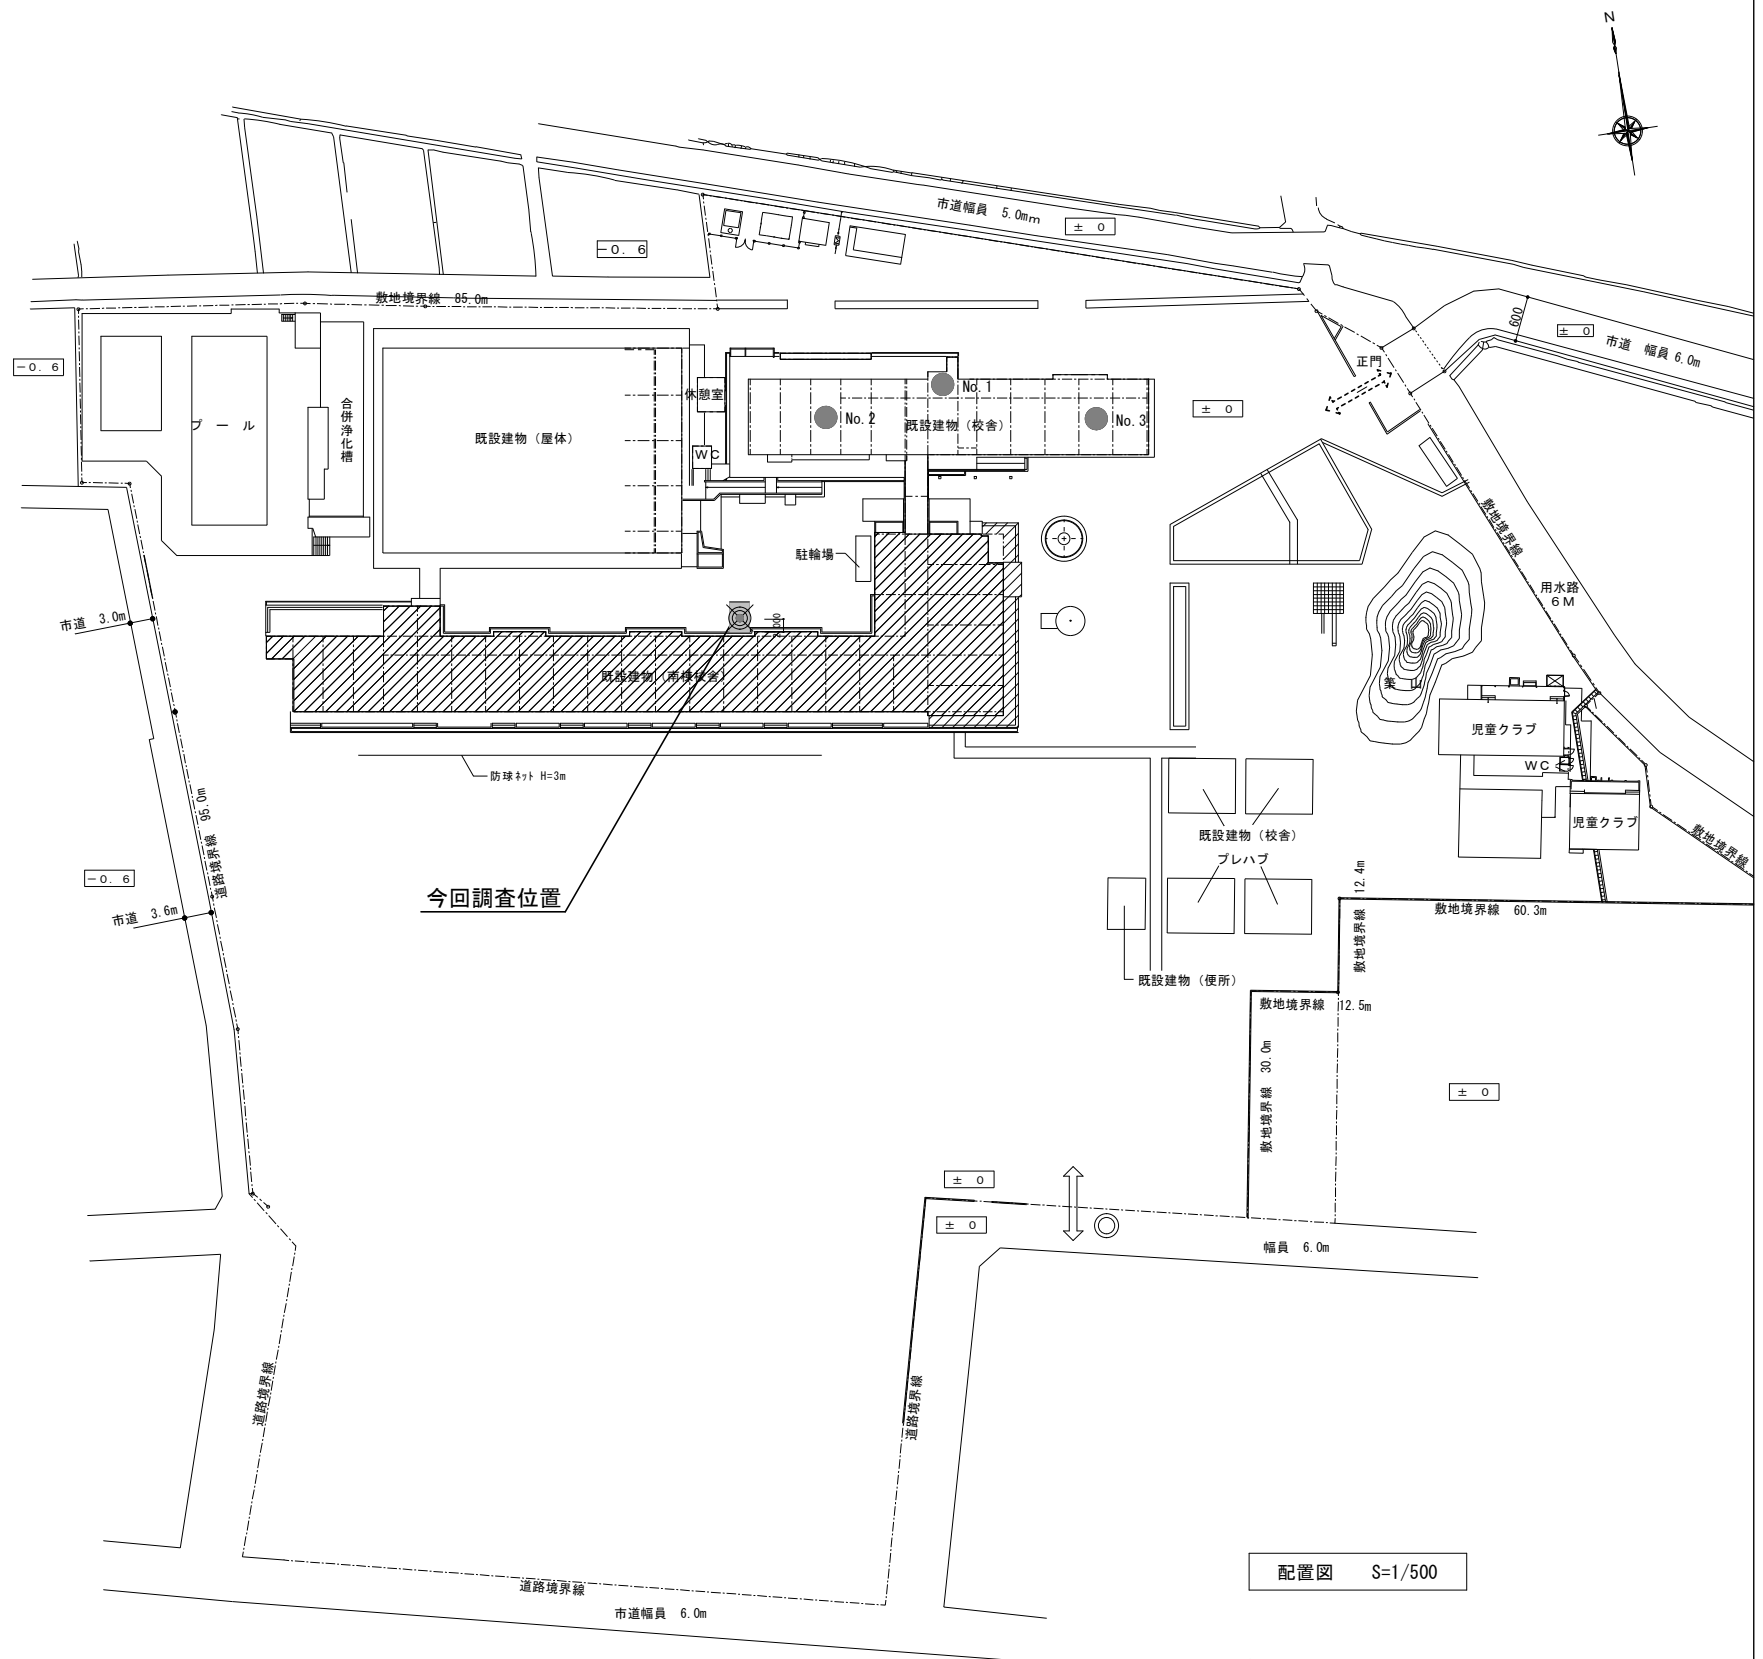 N
市道幅員 5.0mm
± 0
−0. 6
敷地境界線 85.0m
600
± 0
市道 幅員 6.0m
正門
−0. 6
休憩室
No.1
No.2
No.3
± 0
合併浄化槽
プ ー ル
既設建物（屋体）
既設建物（校舎）
WC
敷地境界線
駐輪場
用水路
6M
市道 3.0m
既設建物（南棟校舎）
築 山
児童クラブ
WC
防球ネット H=3m
道路境界線 95.0m
既設建物（校舎）
児童クラブ
敷地境界線
プレハブ
−0. 6
今回調査位置
市道 3.6m
敷地境界線 12.4m
敷地境界線 60.3m
既設建物（便所）
敷地境界線 12.5m
敷地境界線 30.0m
± 0
± 0
± 0
幅員 6.0m
道路境界線
道路境界線
道路境界線
市道幅員 6.0m
配置図 S=1/500